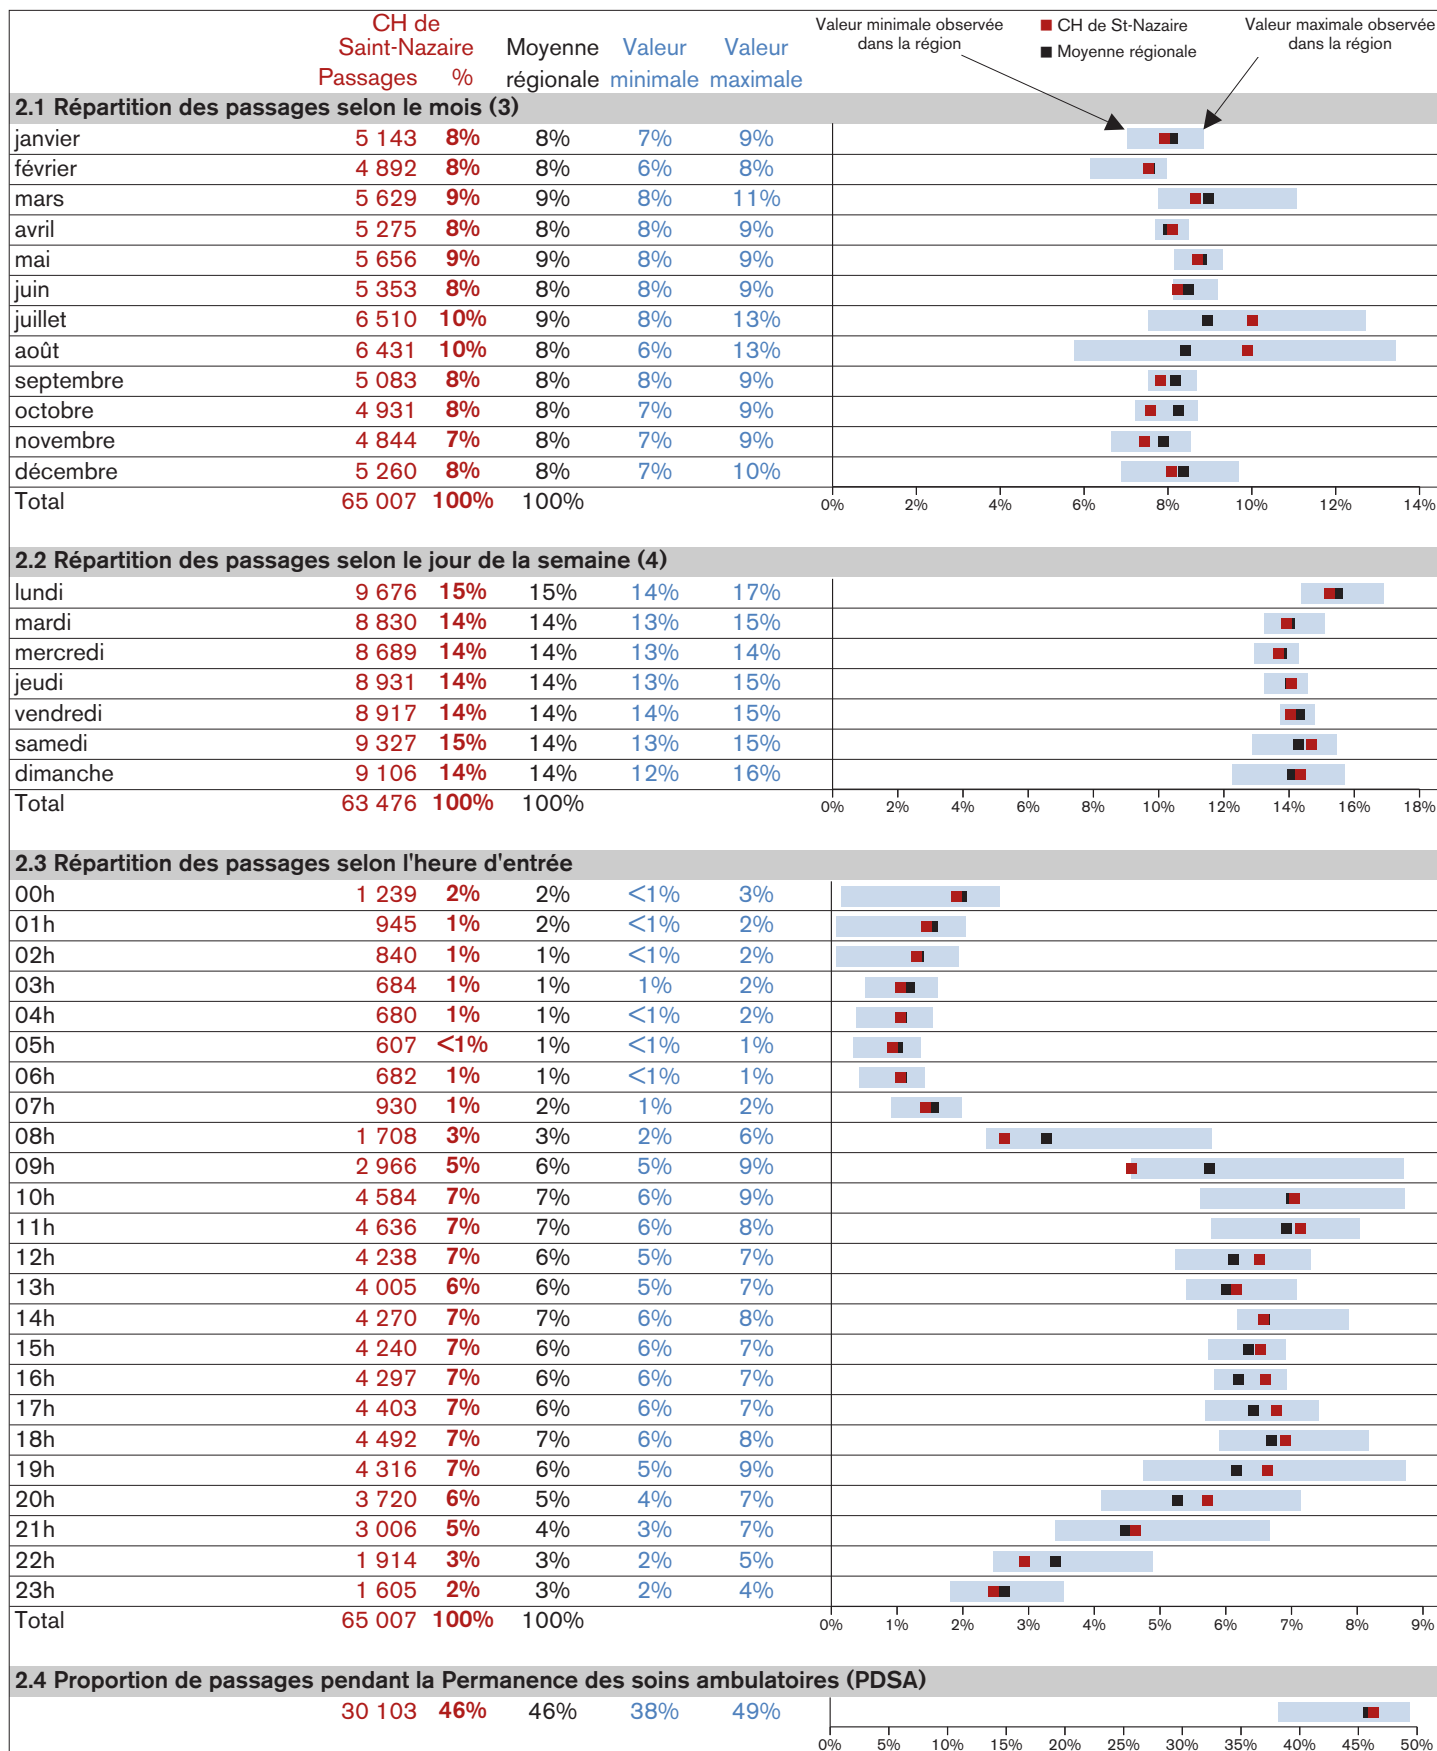 CH de Saint-Nazaire Moyenne régionale Valeur minimale Valeur maximale
Passages %
Valeur minimale observée dans la région
CH de St-Nazaire
Moyenne régionale
Valeur maximale observée dans la région
2.1 Répartition des passages selon le mois (3)
janvier 5 143 8% 8% 7% 9%
février 4 892 8% 8% 6% 8%
mars 5 629 9% 9% 8% 11%
avril 5 275 8% 8% 8% 9%
mai 5 656 9% 9% 8% 9%
juin 5 353 8% 8% 8% 9%
juillet 6 510 10% 9% 8% 13%
août 6 431 10% 8% 6% 13%
septembre 5 083 8% 8% 8% 9%
octobre 4 931 8% 8% 7% 9%
novembre 4 844 7% 8% 7% 9%
décembre 5 260 8% 8% 7% 10%
Total 65 007 100% 100%
0% 2% 4% 6% 8% 10% 12% 14%
2.2 Répartition des passages selon le jour de la semaine (4)
lundi 9 676 15% 15% 14% 17%
mardi 8 830 14% 14% 13% 15%
mercredi 8 689 14% 14% 13% 14%
jeudi 8 931 14% 14% 13% 15%
vendredi 8 917 14% 14% 14% 15%
samedi 9 327 15% 14% 13% 15%
dimanche 9 106 14% 14% 12% 16%
Total 63 476 100% 100%
0% 2% 4% 6% 8% 10% 12% 14% 16% 18%
2.3 Répartition des passages selon l'heure d'entrée
00h 1 239 2% 2% <1% 3%
01h 945 1% 2% <1% 2%
02h 840 1% 1% <1% 2%
03h 684 1% 1% 1% 2%
04h 680 1% 1% <1% 2%
05h 607 <1% 1% <1% 1%
06h 682 1% 1% <1% 1%
07h 930 1% 2% 1% 2%
08h 1 708 3% 3% 2% 6%
09h 2 966 5% 6% 5% 9%
10h 4 584 7% 7% 6% 9%
11h 4 636 7% 7% 6% 8%
12h 4 238 7% 6% 5% 7%
13h 4 005 6% 6% 5% 7%
14h 4 270 7% 7% 6% 8%
15h 4 240 7% 6% 6% 7%
16h 4 297 7% 6% 6% 7%
17h 4 403 7% 6% 6% 7%
18h 4 492 7% 7% 6% 8%
19h 4 316 7% 6% 5% 9%
20h 3 720 6% 5% 4% 7%
21h 3 006 5% 4% 3% 7%
22h 1 914 3% 3% 2% 5%
23h 1 605 2% 3% 2% 4%
Total 65 007 100% 100%
0% 1% 2% 3% 4% 5% 6% 7% 8% 9%
2.4 Proportion de passages pendant la Permanence des soins ambulatoires (PDSA)
30 103 46% 46% 38% 49%
0% 5% 10% 15% 20% 25% 30% 35% 40% 45% 50%